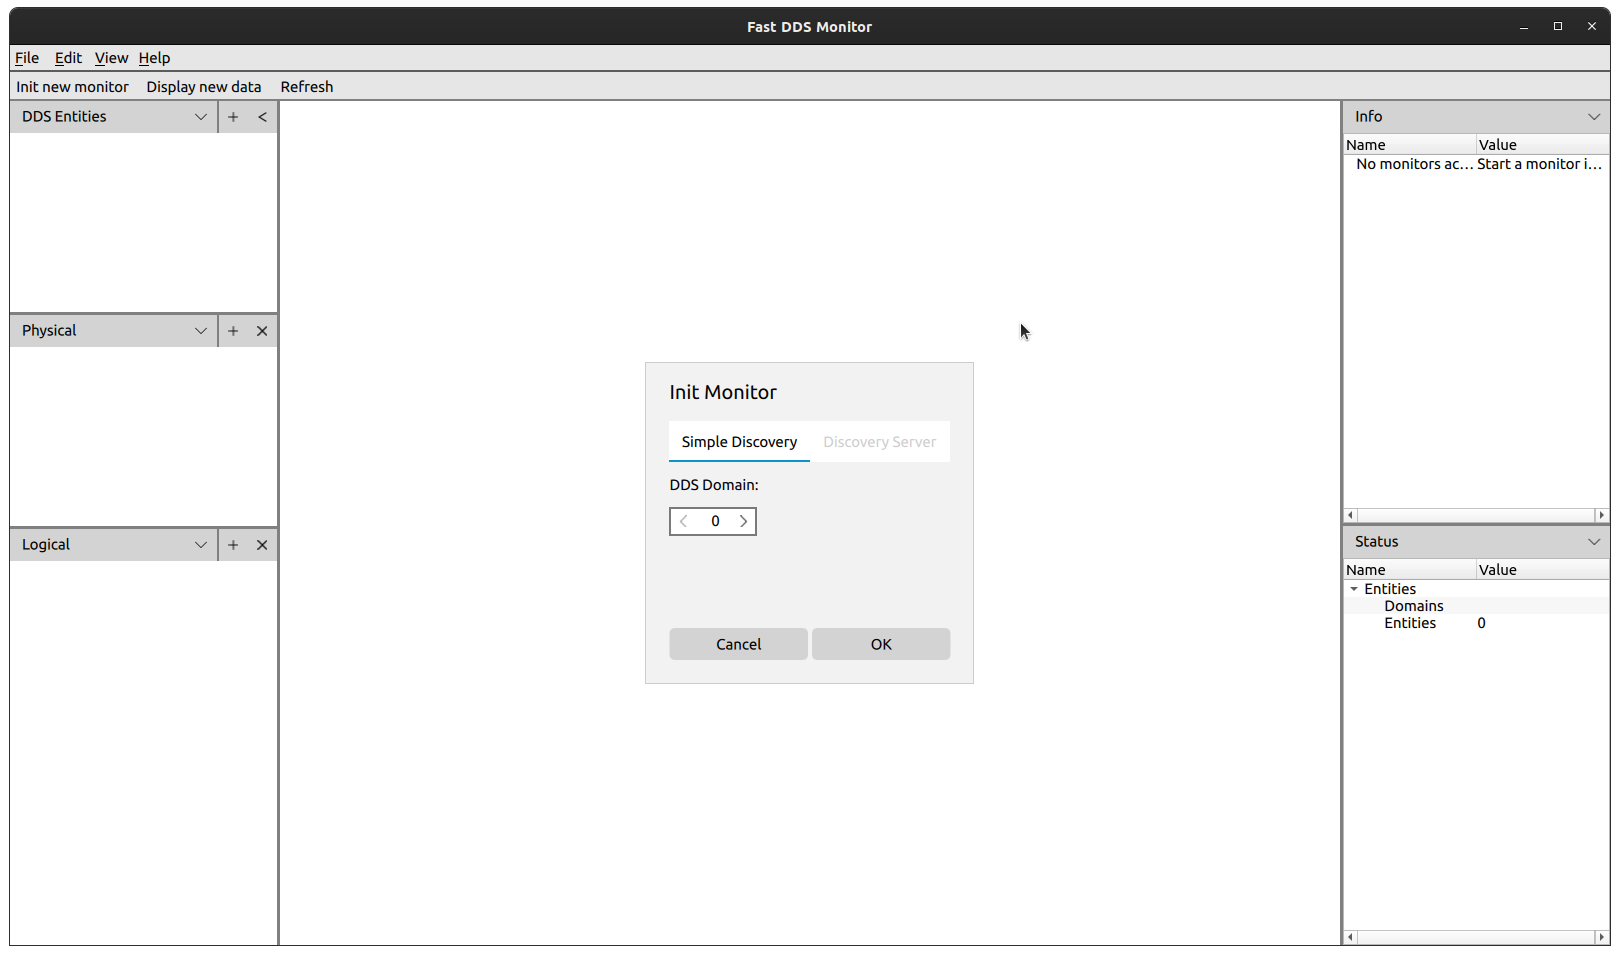 Fast DDS Monitor
File Edit View Help
Init new monitor Display new data Refresh
DDS Entities
Physical
Logical
Init Monitor
Simple Discovery Discovery Server
DDS Domain:
0
Cancel OK
Info
Name Value
No monitors ac... Start a monitor i...
Status
Name Value
Entities
Domains
Entities 0